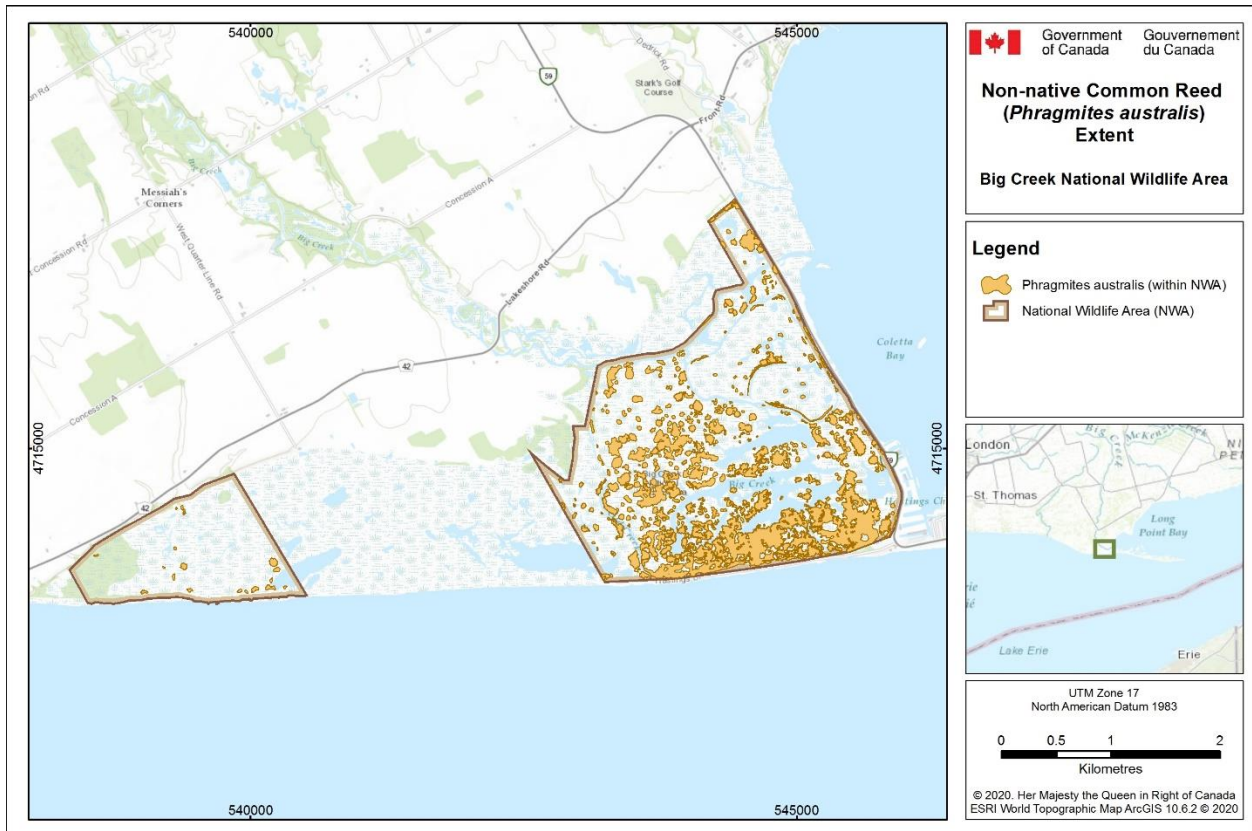 540000
545000
59
Dedrick Rd
Stark's Golf
Course
Front Rd
Big Creek
Messiah's
Corners
Concession A
West Quarter Line Rd
Concession Rd
Big Creek
Lakeshore Rd
Coletta
Bay
42
Concession A
4715000
4715000
Big Creek
42
540000
545000
Government
of Canada
Gouvernement
du Canada
Non-native Common Reed
(Phragmites australis)
Extent
Big Creek National Wildlife Area
Legend
Phragmites australis (within NWA)
National Wildlife Area (NWA)
London
Big Creek
St. Thomas
Long
Point Bay
Lake Erie
Erie
UTM Zone 17
North American Datum 1983
0 0.5 1 2
Kilometres
© 2020. Her Majesty the Queen in Right of Canada
ESRI World Topographic Map ArcGIS 10.6.2 © 2020